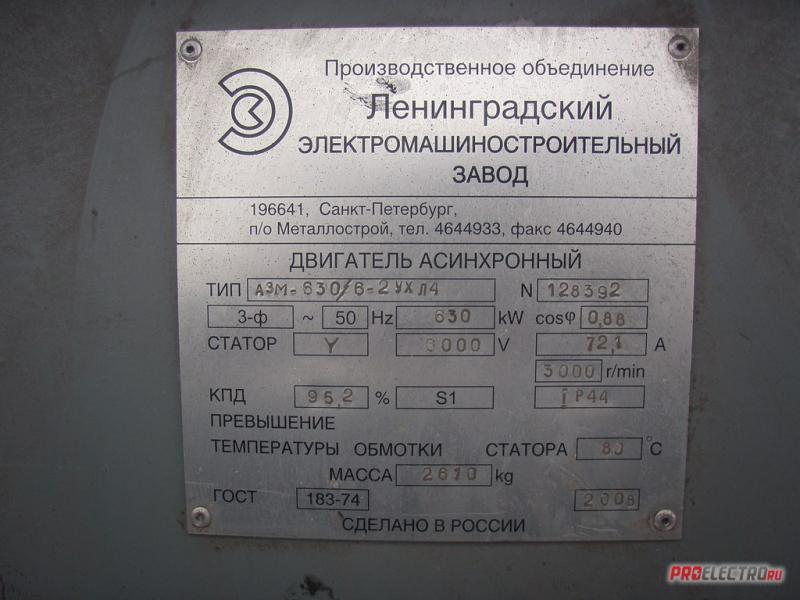 Производственное объединение
Ленинградский
ЭЛЕКТРОМАШИНОСТРОИТЕЛЬНЫЙ
ЗАВОД
196641, Санкт-Петербург,
п/о Металлострой, тел. 4644933, факс 4644940
ДВИГАТЕЛЬ АСИНХРОННЫЙ
ТИП АЗМ-630/6-2УХЛ4 N 128392
3-ф ~ 50 Hz 630 kW cosφ 0,88
СТАТОР Y 6000 V 72,1 A
3000 r/min
КПД 95,2 % S1 IP44
ПРЕВЫШЕНИЕ
ТЕМПЕРАТУРЫ ОБМОТКИ СТАТОРА 80 °C
МАССА 2610 kg
ГОСТ 183-74 2008
СДЕЛАНО В РОССИИ
PROELECTRO.RU